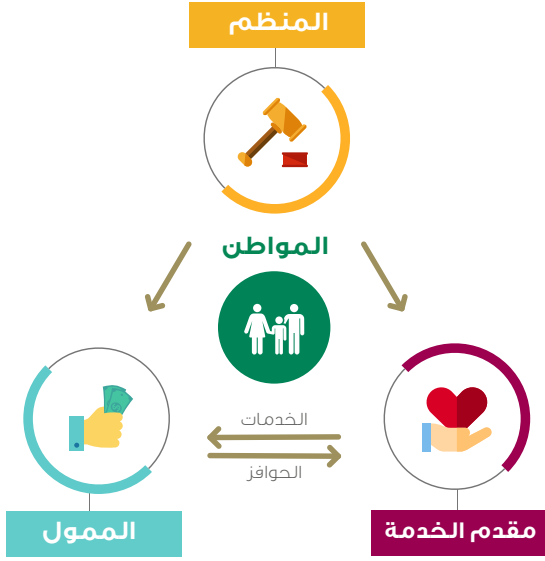 المنظم
المواطن
الخدمات
الحوافز
مقدم الخدمة
الممول